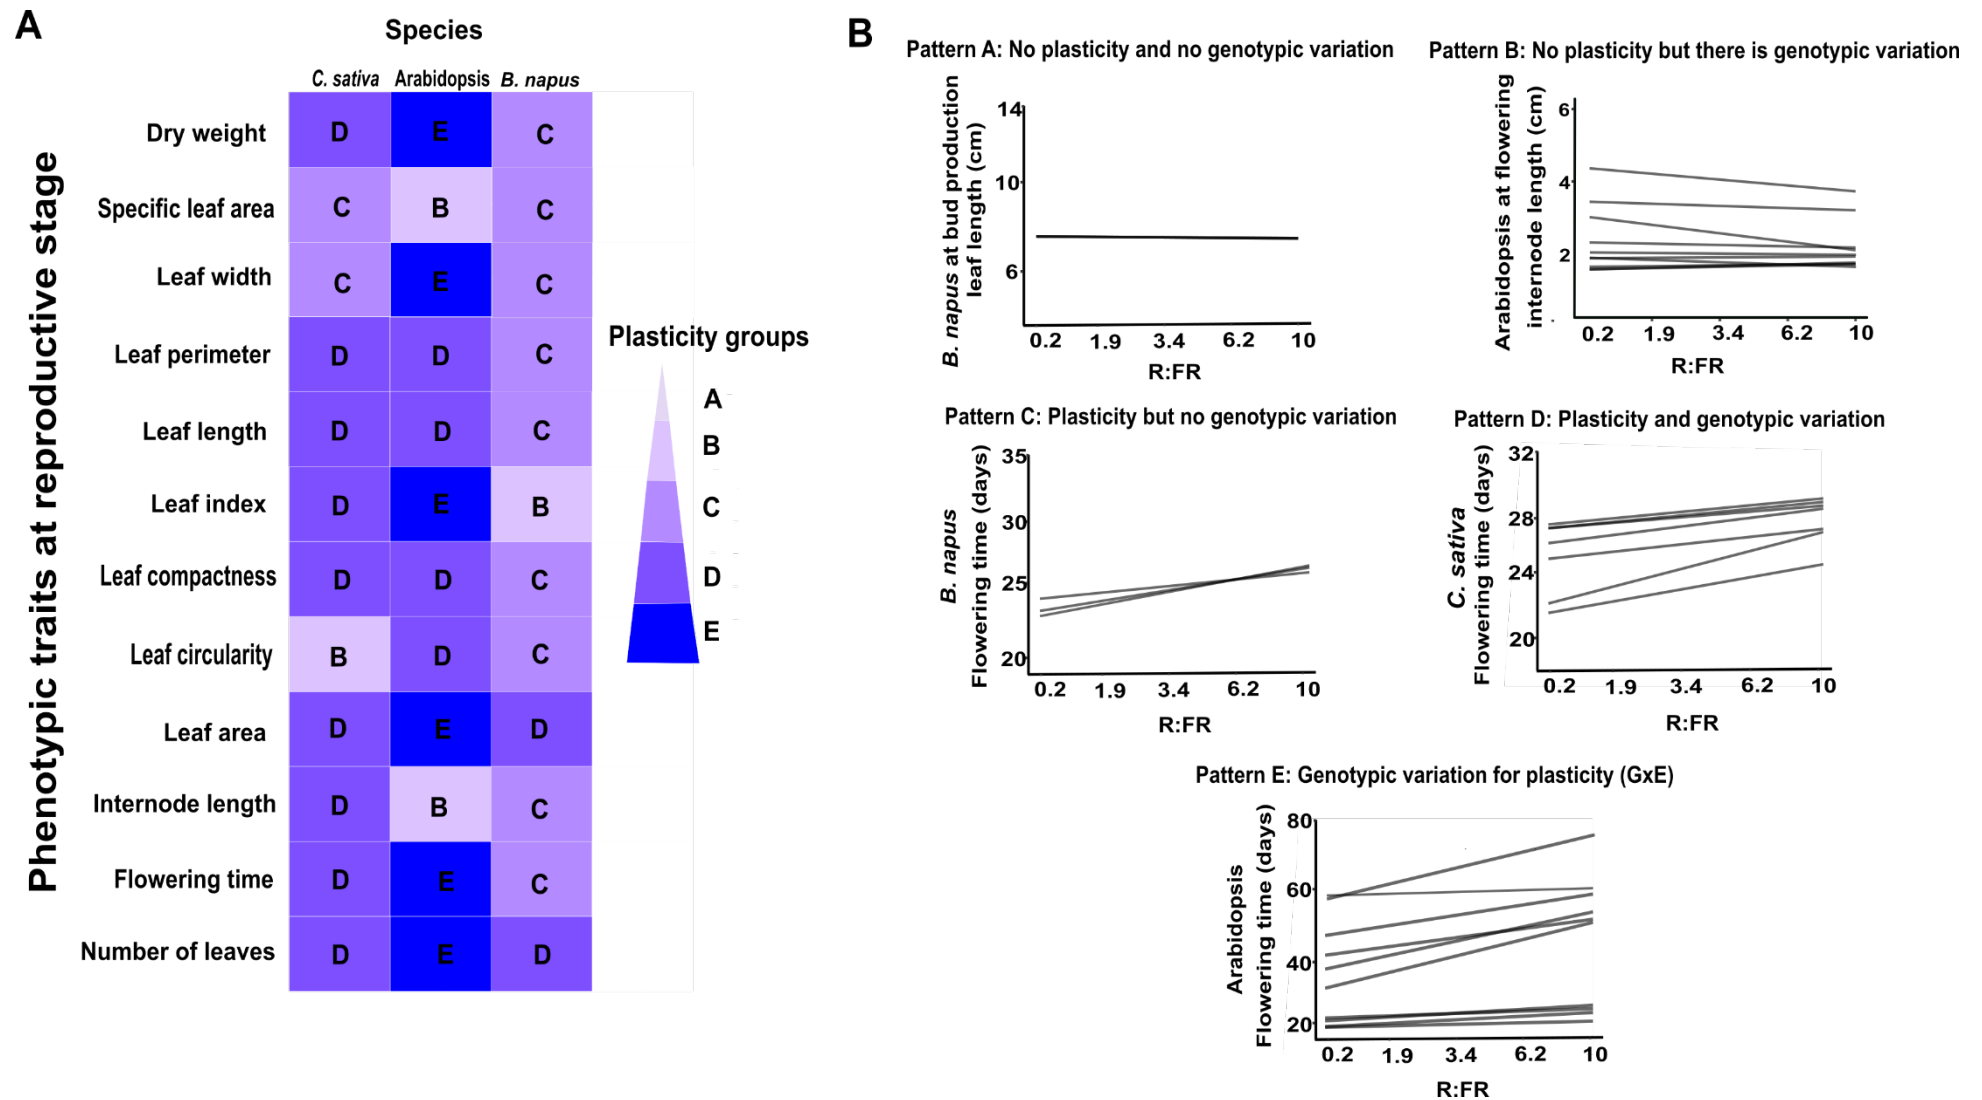 A
Species
C. sativa Arabidopsis B. napus
Phenotypic traits at reproductive stage
Dry weight D E C
Specific leaf area C B C
Leaf width C E C
Leaf perimeter D D C
Leaf length D D C
Leaf index D E B
Leaf compactness D D C
Leaf circularity B D C
Leaf area D E D
Internode length D B C
Flowering time D E C
Number of leaves D E D
Plasticity groups
A
B
C
D
E
B
Pattern A: No plasticity and no genotypic variation
B. napus at bud production
leaf length (cm)
14
10
6
0.2 1.9 3.4 6.2 10
R:FR
Pattern B: No plasticity but there is genotypic variation
Arabidopsis at flowering
internode length (cm)
6
4
2
0.2 1.9 3.4 6.2 10
R:FR
Pattern C: Plasticity but no genotypic variation
B. napus
Flowering time (days)
35
30
25
20
0.2 1.9 3.4 6.2 10
R:FR
Pattern D: Plasticity and genotypic variation
C. sativa
Flowering time (days)
32
28
24
20
0.2 1.9 3.4 6.2 10
R:FR
Pattern E: Genotypic variation for plasticity (GxE)
Arabidopsis
Flowering time (days)
80
60
40
20
0.2 1.9 3.4 6.2 10
R:FR